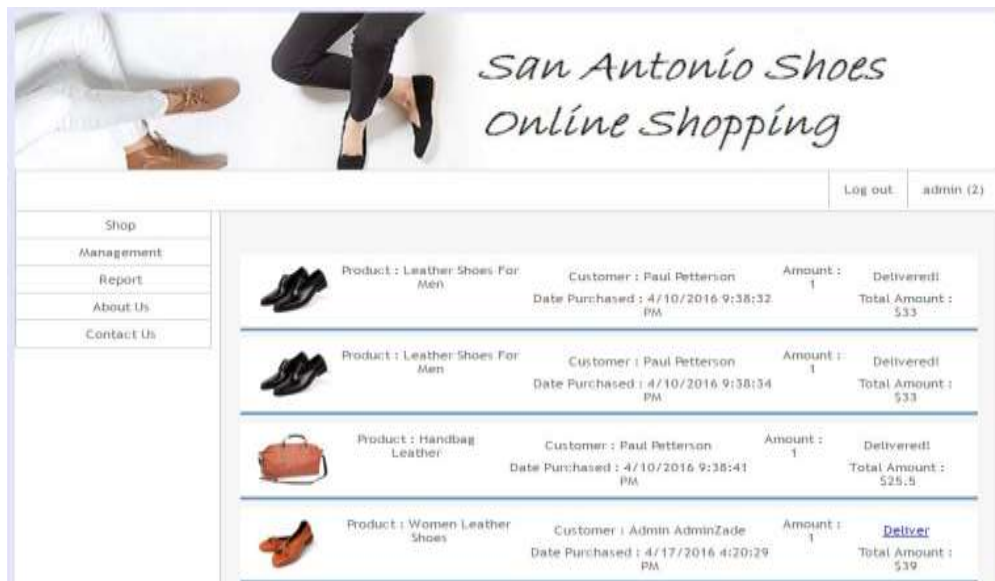 San Antonio Shoes
Online Shopping
Log out
admin (2)
Shop
Management
Report
About Us
Contact Us
Product : Leather Shoes For
Men
Customer : Paul Petterson
Date Purchased : 4/10/2016 9:38:32
PM
Amount :
1
Delivered!
Total Amount :
$33
Product : Leather Shoes For
Men
Customer : Paul Petterson
Date Purchased : 4/10/2016 9:38:34
PM
Amount :
1
Delivered!
Total Amount :
$33
Product : Handbag
Leather
Customer : Paul Petterson
Date Purchased : 4/10/2016 9:38:41
PM
Amount :
1
Delivered!
Total Amount :
$25.5
Product : Women Leather
Shoes
Customer : Admin AdminZade
Date Purchased : 4/17/2016 4:20:29
PM
Amount :
1
Deliver
Total Amount :
$39